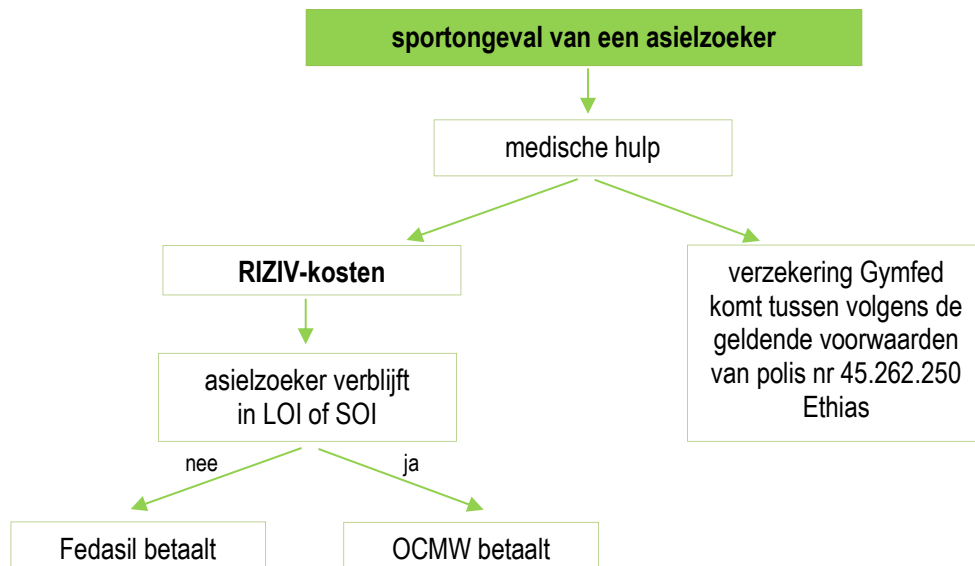 sportongeval van een asielzoeker
medische hulp
RIZIV-kosten
verzekering Gymfed
komt tussen volgens de
geldende voorwaarden
van polis nr 45.262.250
Ethias
asielzoeker verblijft
in LOI of SOI
nee
ja
Fedasil betaalt
OCMW betaalt